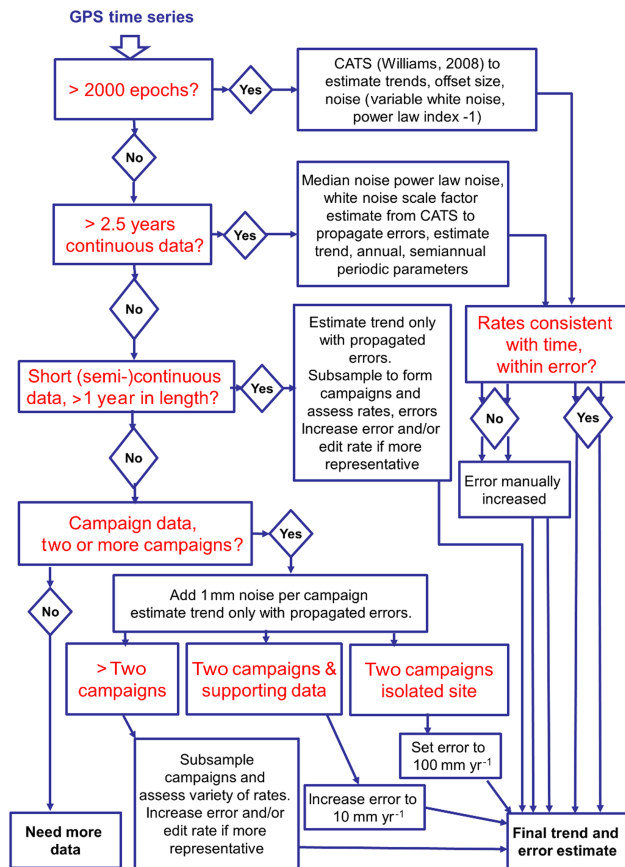 GPS time series
> 2000 epochs?
Yes
CATS (Williams, 2008) to
estimate trends, offset size,
noise (variable white noise,
power law index -1)
No
> 2.5 years
continuous data?
Yes
Median noise power law noise,
white noise scale factor
estimate from CATS to
propagate errors, estimate
trend, annual, semiannual
periodic parameters
No
Short (semi-)continuous
data, >1 year in length?
Yes
Estimate trend only
with propagated
errors.
Subsample to form
campaigns and
assess rates, errors
Increase error and/or
edit rate if more
representative
Rates consistent
with time,
within error?
No
Yes
Error manually
increased
No
Campaign data,
two or more campaigns?
Yes
No
Add 1mm noise per campaign
estimate trend only with propagated errors.
> Two
campaigns
Two campaigns &
supporting data
Two campaigns
isolated site
Subsample
campaigns and
assess variety of rates.
Increase error and/or
edit rate if more
representative
Increase error to
10 mm yr-1
Set error to
100 mm yr-1
Need more
data
Final trend and
error estimate